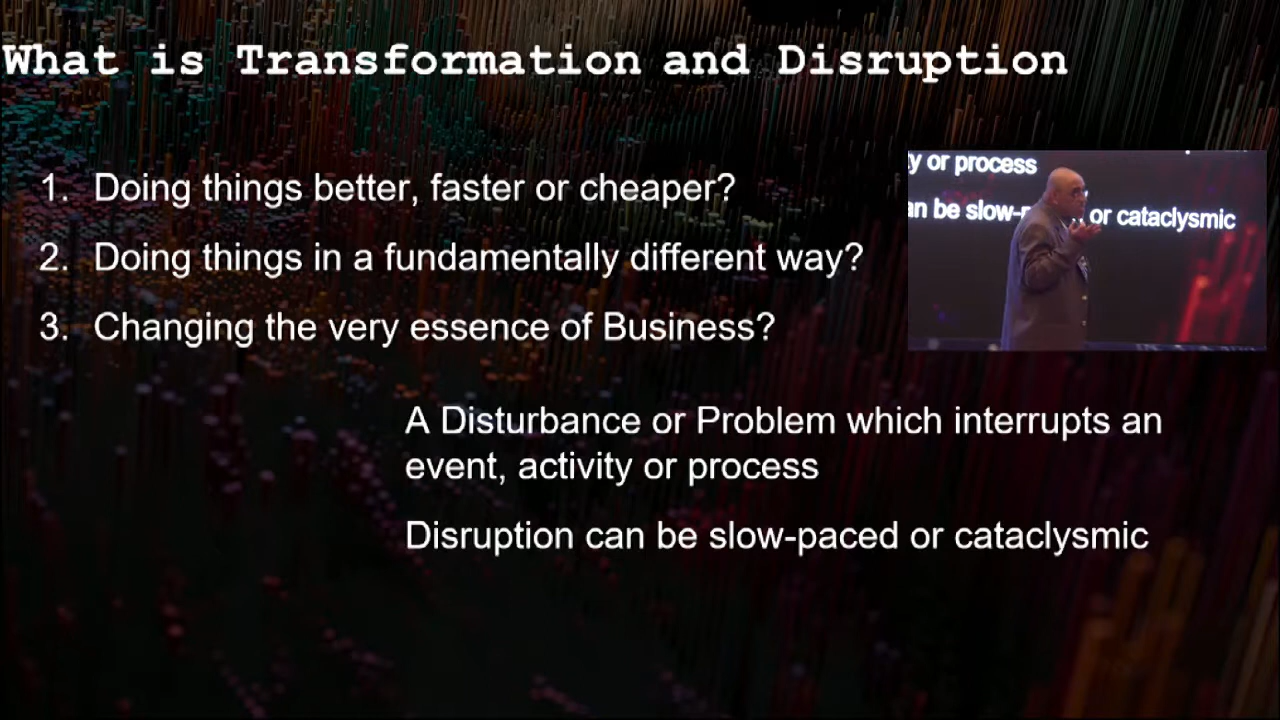 What is Transformation and Disruption
1. Doing things better, faster or cheaper?
2. Doing things in a fundamentally different way?
3. Changing the very essence of Business?
y or process
an be slow-p or cataclysmic
A Disturbance or Problem which interrupts an
event, activity or process
Disruption can be slow-paced or cataclysmic